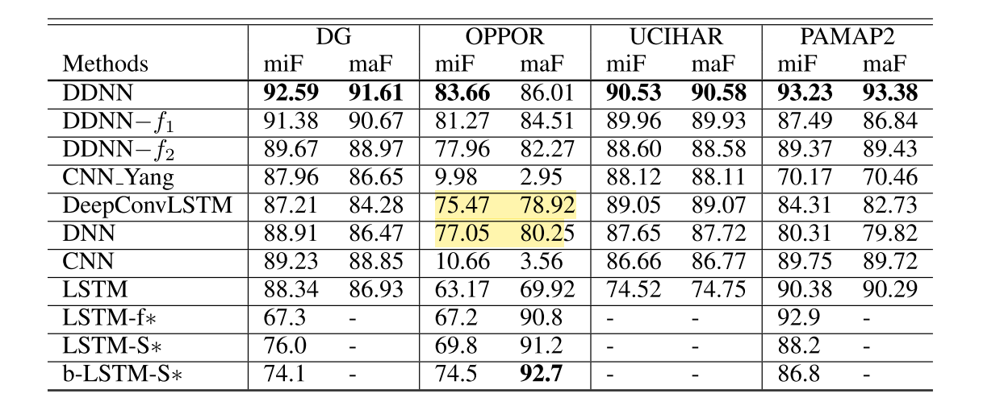 DG OPPOR UCIHAR PAMAP2
Methods miF maF miF maF miF maF miF maF
DDNN 92.59 91.61 83.66 86.01 90.53 90.58 93.23 93.38
DDNN−f₁ 91.38 90.67 81.27 84.51 89.96 89.93 87.49 86.84
DDNN−f₂ 89.67 88.97 77.96 82.27 88.60 88.58 89.37 89.43
CNN_Yang 87.96 86.65 9.98 2.95 88.12 88.11 70.17 70.46
DeepConvLSTM 87.21 84.28 75.47 78.92 89.05 89.07 84.31 82.73
DNN 88.91 86.47 77.05 80.25 87.65 87.72 80.31 79.82
CNN 89.23 88.85 10.66 3.56 86.66 86.77 89.75 89.72
LSTM 88.34 86.93 63.17 69.92 74.52 74.75 90.38 90.29
LSTM-f∗ 67.3 - 67.2 90.8 - - 92.9 -
LSTM-S∗ 76.0 - 69.8 91.2 - - 88.2 -
b-LSTM-S∗ 74.1 - 74.5 92.7 - - 86.8 -